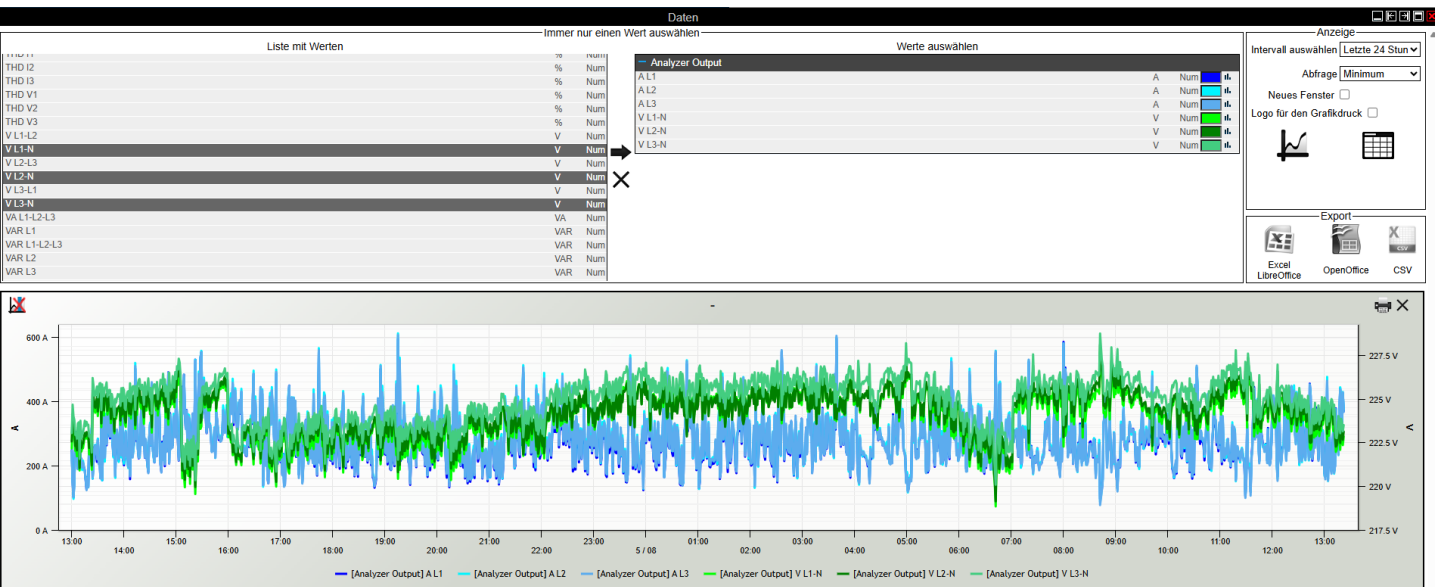 Daten
Immer nur einen Wert auswählen
Liste mit Werten
THD I1 % Num
THD I2 % Num
THD I3 % Num
THD V1 % Num
THD V2 % Num
THD V3 % Num
V L1-L2 V Num
V L1-N V Num
V L2-L3 V Num
V L2-N V Num
V L3-L1 V Num
V L3-N V Num
VA L1-L2-L3 VA Num
VAR L1 VAR Num
VAR L1-L2-L3 VAR Num
VAR L2 VAR Num
VAR L3 VAR Num
Werte auswählen
Analyzer Output
A L1 A Num
A L2 A Num
A L3 A Num
V L1-N V Num
V L2-N V Num
V L3-N V Num
Anzeige
Intervall auswählen Letzte 24 Stun
Abfrage Minimum
Neues Fenster
Logo für den Grafikdruck
Export
Excel
LibreOffice
OpenOffice
CSV
-
600 A
400 A
200 A
0 A
A
227.5 V
225 V
222.5 V
220 V
217.5 V
V
13:00 14:00 15:00 16:00 17:00 18:00 19:00 20:00 21:00 22:00 23:00 5 / 08 01:00 02:00 03:00 04:00 05:00 06:00 07:00 08:00 09:00 10:00 11:00 12:00 13:00
[Analyzer Output] A L1 [Analyzer Output] A L2 [Analyzer Output] A L3 [Analyzer Output] V L1-N [Analyzer Output] V L2-N [Analyzer Output] V L3-N